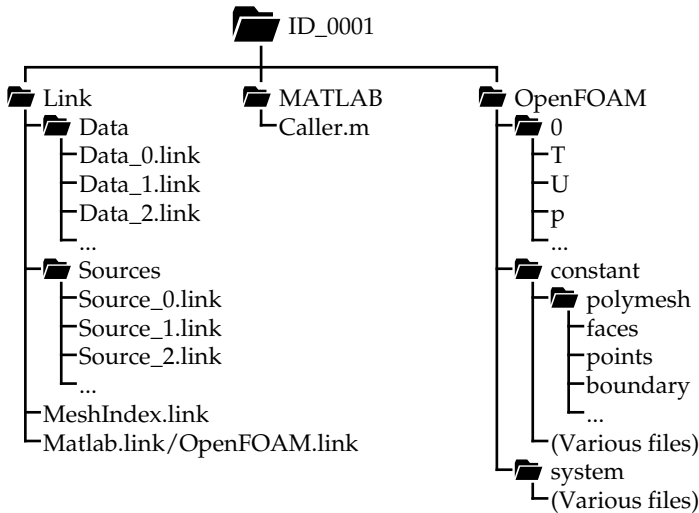 ID_0001
Link
Data
Data_0.link
Data_1.link
Data_2.link
...
Sources
Source_0.link
Source_1.link
Source_2.link
...
MeshIndex.link
Matlab.link/OpenFOAM.link
MATLAB
Caller.m
OpenFOAM
0
T
U
p
...
constant
polymesh
faces
points
boundary
...
(Various files)
system
(Various files)